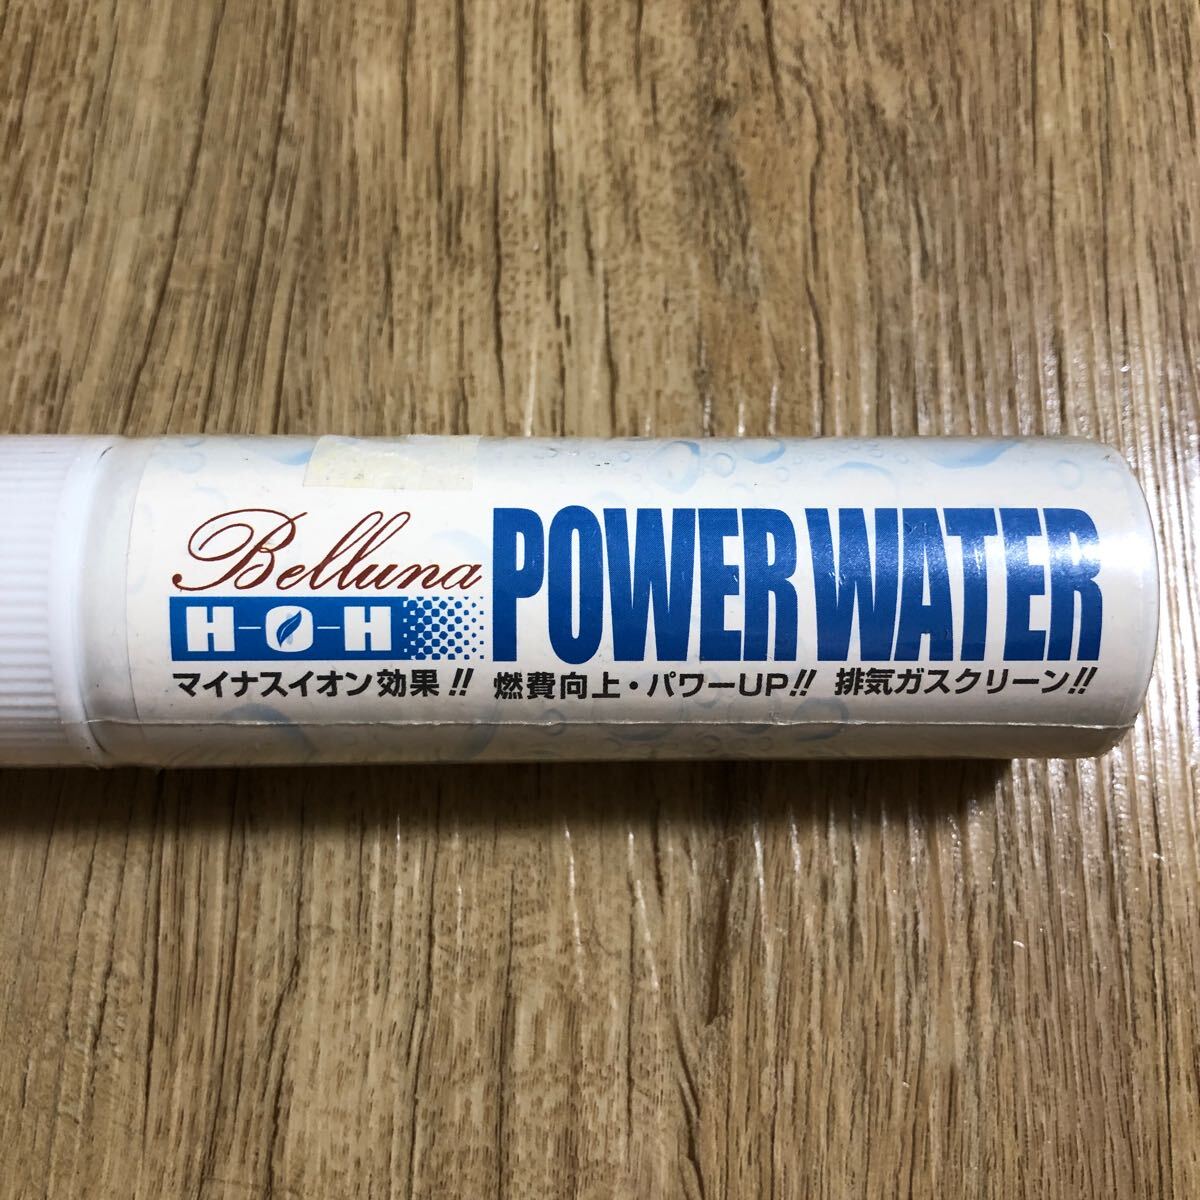 Belluna
H-O-H
POWER WATER
マイナスイオン効果!! 燃費向上・パワーUP!! 排気ガスクリーン!!